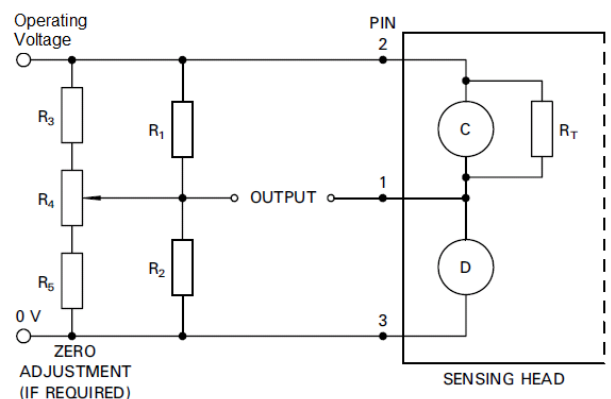 Operating
Voltage
PIN
2
R3
R1
C
RT
R4
OUTPUT
1
R5
R2
D
0 V
3
ZERO
ADJUSTMENT
(IF REQUIRED)
SENSING HEAD